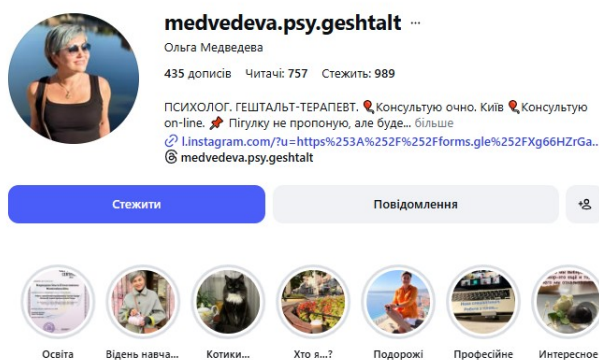 medvedeva.psy.geshtalt ...
Ольга Медведева
435 дописів Читачі: 757 Стежить: 989
ПСИХОЛОГ. ГЕШТАЛЬТ-ТЕРАПЕВТ. Консультую очно. Київ Консультую
on-line. Пігулку не пропоную, але буде... більше
l.instagram.com/?u=https%253A%252F%252Fforms.gle%252FXg66HZrGa...
medvedeva.psy.geshtalt
Стежити Повідомлення
Освіта Відень навча... Котики... Хто я...? Подорожі Професійне Интересное